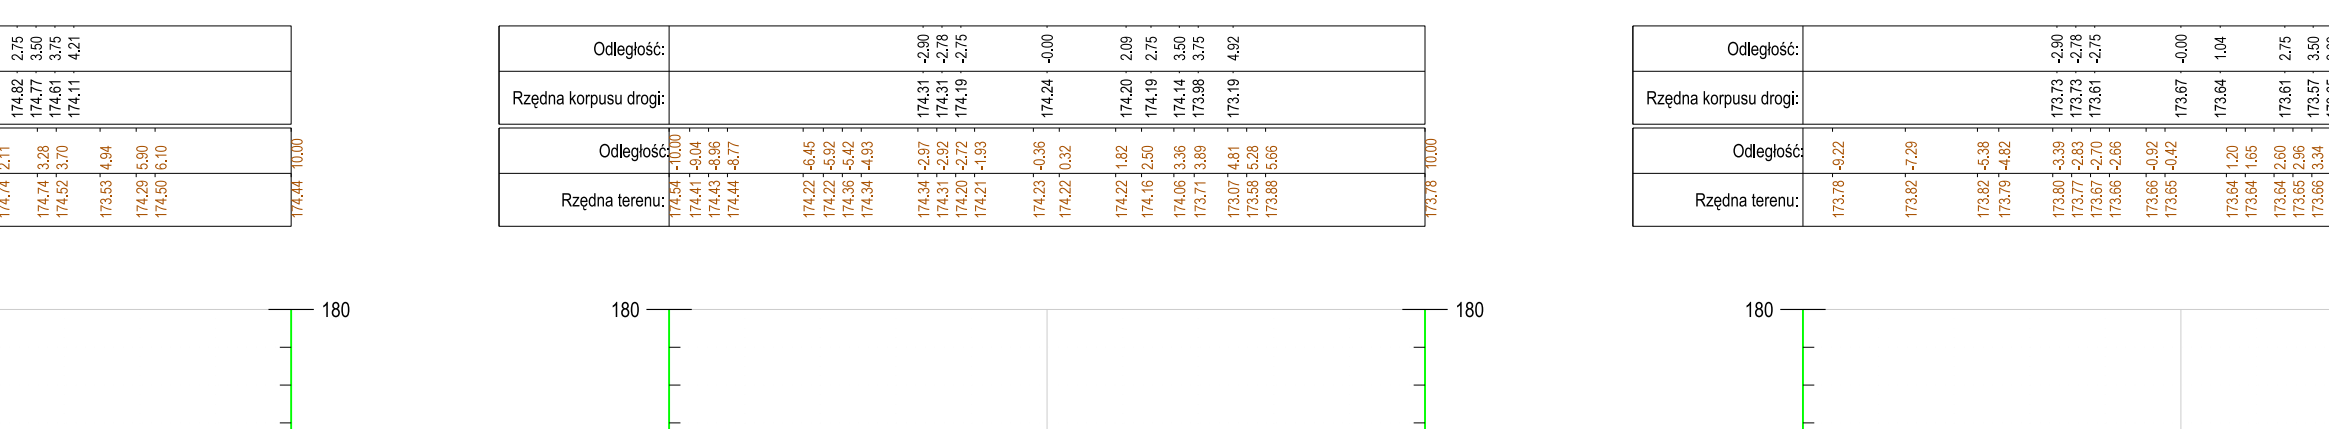 2.75 3.50 3.75 4.21
174.82 174.77 174.61 174.11
2.11 3.28 3.70 4.94 5.90 6.10 10.00
174.74 174.74 174.52 173.53 174.29 174.50 174.44
Odległość: -2.90 -2.78 -2.75 -0.00 2.09 2.75 3.50 3.75 4.92
Rzędna korpusu drogi: 174.31 174.31 174.19 174.24 174.20 174.19 174.14 173.98 173.19
Odległość: -10.00 -9.04 -8.96 -8.77 -6.45 -5.92 -5.42 -4.93 -2.97 -2.92 -2.72 -1.93 -0.36 0.32 1.82 2.50 3.36 3.89 4.81 5.28 5.66 10.00
Rzędna terenu: 174.54 174.41 174.43 174.44 174.22 174.22 174.36 174.34 174.34 174.31 174.20 174.21 174.23 174.22 174.22 174.16 174.06 173.71 173.07 173.58 173.88 173.78
Odległość: -2.90 -2.78 -2.75 -0.00 1.04 2.75 3.50
Rzędna korpusu drogi: 173.73 173.73 173.61 173.67 173.64 173.61 173.57
Odległość: -9.22 -7.29 -5.38 -4.82 -3.39 -2.83 -2.70 -2.66 -0.92 -0.42 1.20 1.65 2.60 2.96 3.34
Rzędna terenu: 173.78 173.82 173.82 173.79 173.80 173.77 173.67 173.66 173.66 173.65 173.64 173.64 173.64 173.65 173.66
180
180
180
180